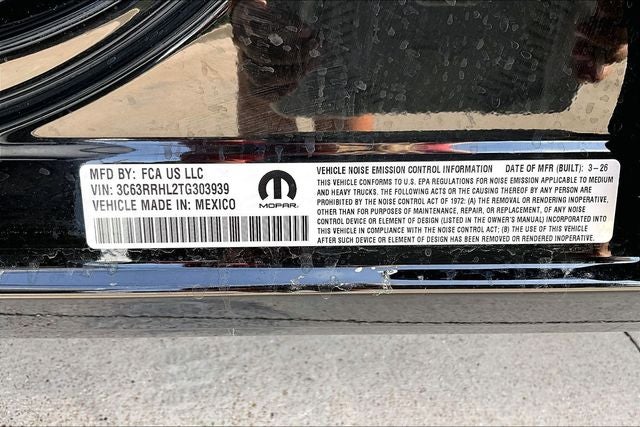 MFD BY: FCA US LLC
VIN: 3C63RRHL2TG303939
VEHICLE MADE IN: MEXICO
MOPAR
VEHICLE NOISE EMISSION CONTROL INFORMATION DATE OF MFR (BUILT): 3-26
THIS VEHICLE CONFORMS TO U.S. EPA REGULATIONS FOR NOISE EMISSION APPLICABLE TO MEDIUM
AND HEAVY TRUCKS. THE FOLLOWING ACTS OR THE CAUSING THEREOF BY ANY PERSON ARE
PROHIBITED BY THE NOISE CONTROL ACT OF 1972: (A) THE REMOVAL OR RENDERING INOPERATIVE,
OTHER THAN FOR PURPOSES OF MAINTENANCE, REPAIR, OR REPLACEMENT, OF ANY NOISE
CONTROL DEVICE OR ELEMENT OF DESIGN (LISTED IN THE OWNER'S MANUAL) INCORPORATED INTO
THIS VEHICLE IN COMPLIANCE WITH THE NOISE CONTROL ACT; (B) THE USE OF THIS VEHICLE
AFTER SUCH DEVICE OR ELEMENT OF DESIGN HAS BEEN REMOVED OR RENDERED INOPERATIVE.